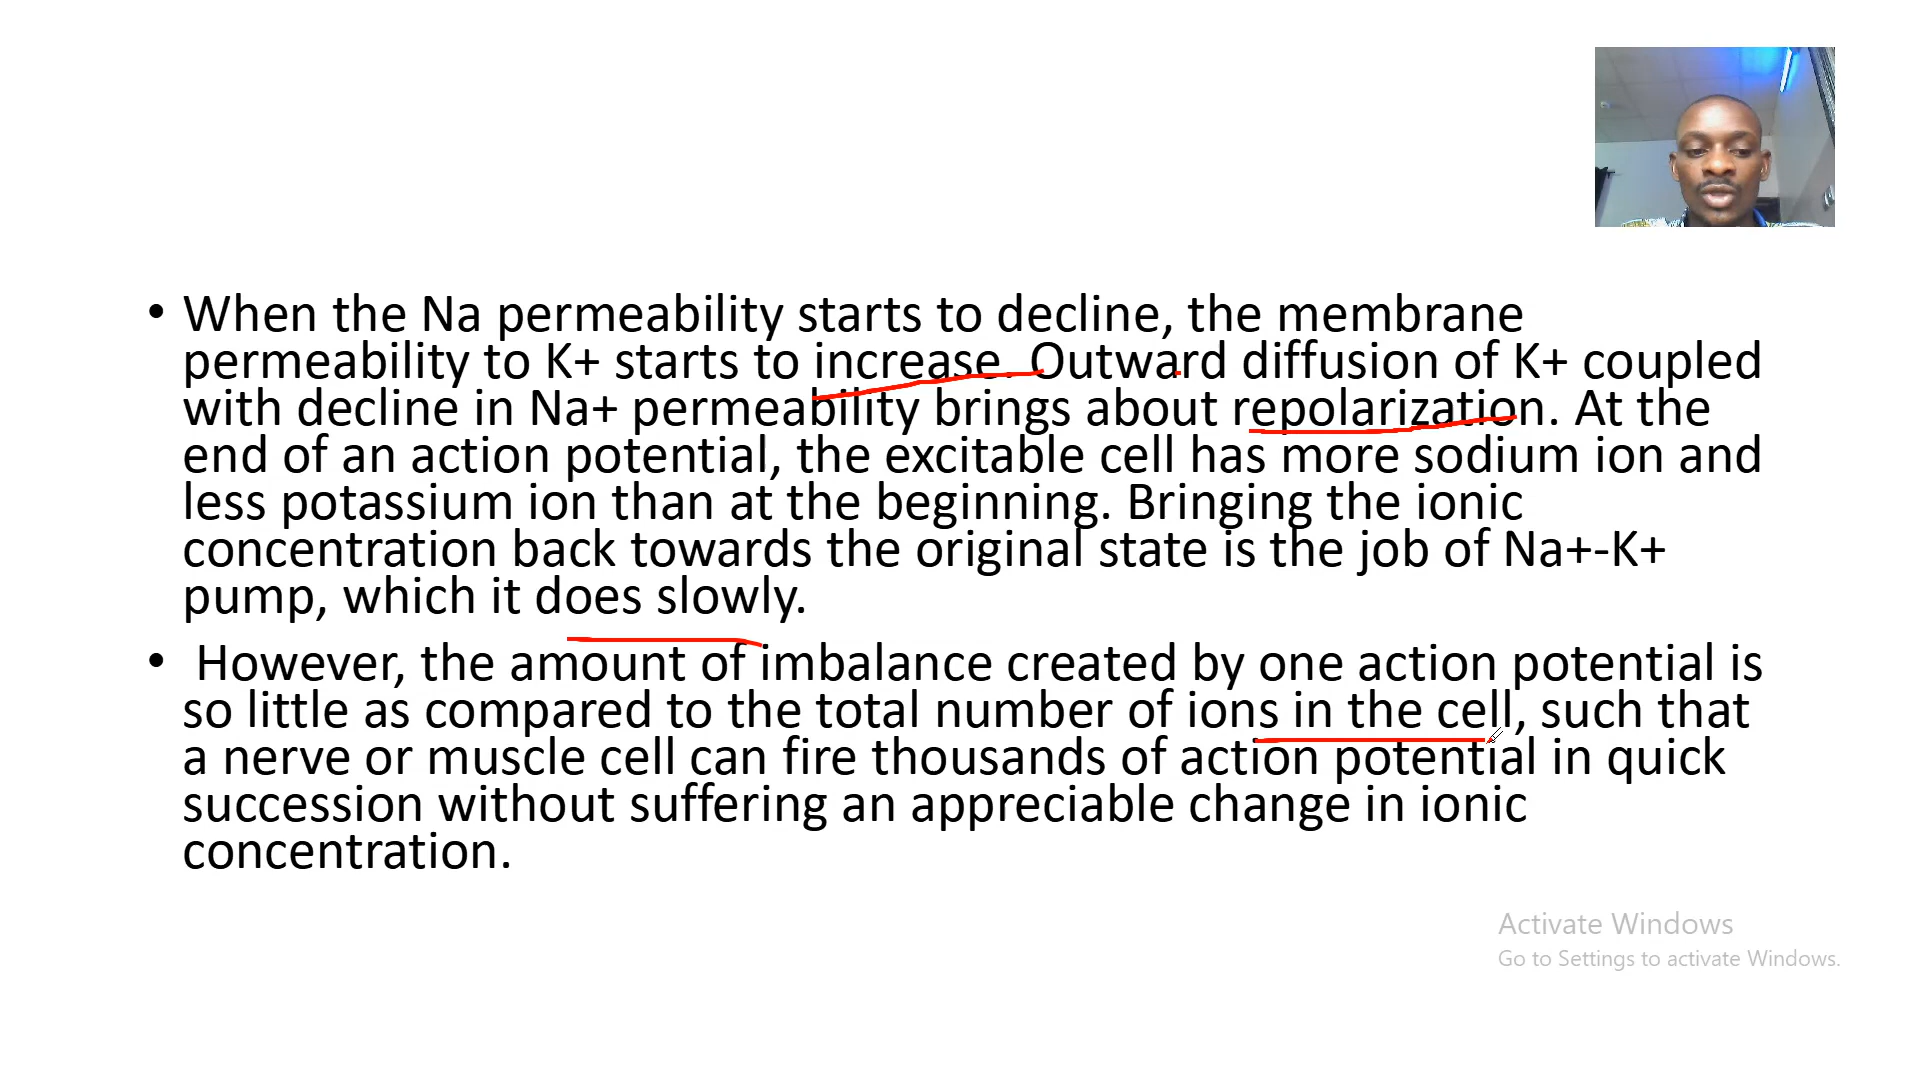 • When the Na permeability starts to decline, the membrane
permeability to K+ starts to increase. Outward diffusion of K+ coupled
with decline in Na+ permeability brings about repolarization. At the
end of an action potential, the excitable cell has more sodium ion and
less potassium ion than at the beginning. Bringing the ionic
concentration back towards the original state is the job of Na+-K+
pump, which it does slowly.
• However, the amount of imbalance created by one action potential is
so little as compared to the total number of ions in the cell, such that
a nerve or muscle cell can fire thousands of action potential in quick
succession without suffering an appreciable change in ionic
concentration.
Activate Windows
Go to Settings to activate Windows.